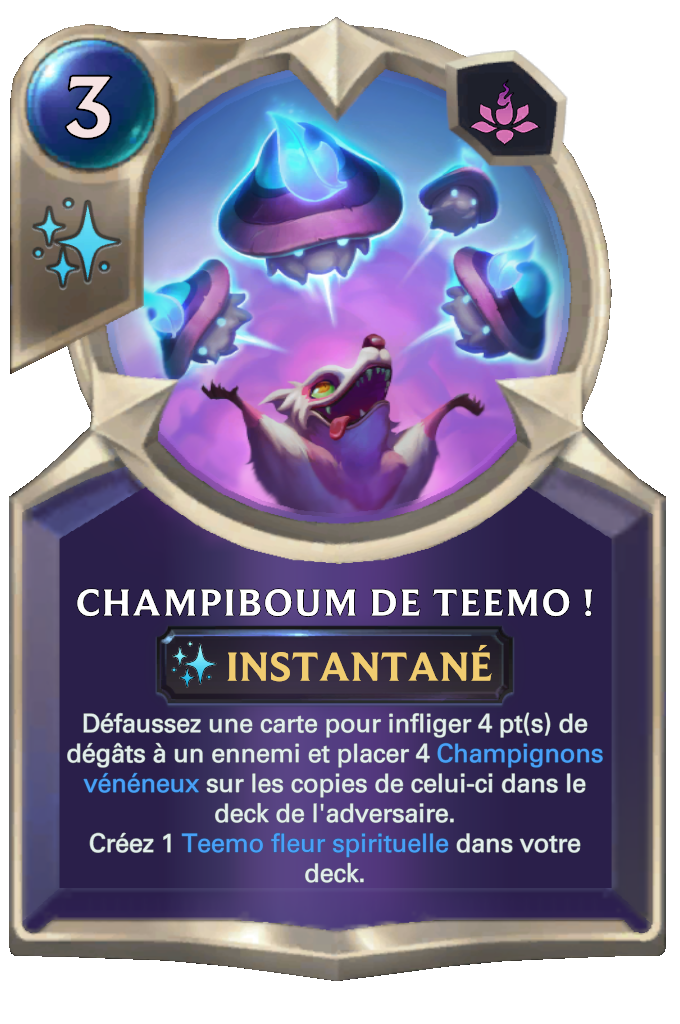 3
CHAMPIBOUM DE TEEMO !
INSTANTANÉ
Défaussez une carte pour infliger 4 pt(s) de
dégâts à un ennemi et placer 4 Champignons
vénéneux sur les copies de celui-ci dans le
deck de l'adversaire.
Créez 1 Teemo fleur spirituelle dans votre
deck.